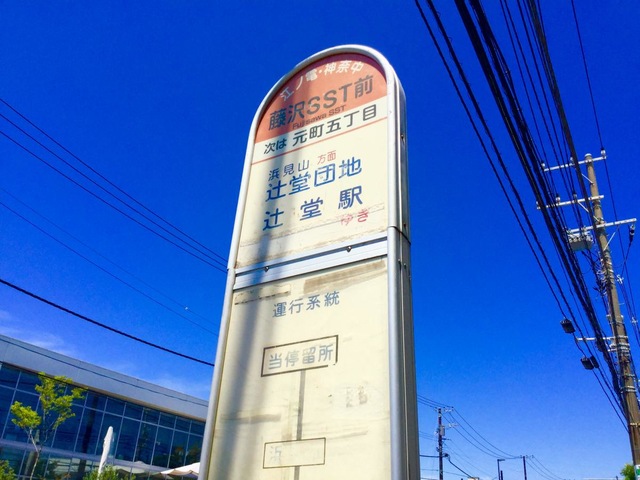 江ノ電・神奈中
藤沢SST前
Fujisawa SST
次は 元町五丁目
浜見山 方面
辻堂団地
辻堂駅 ゆき
運行系統
当停留所
浜